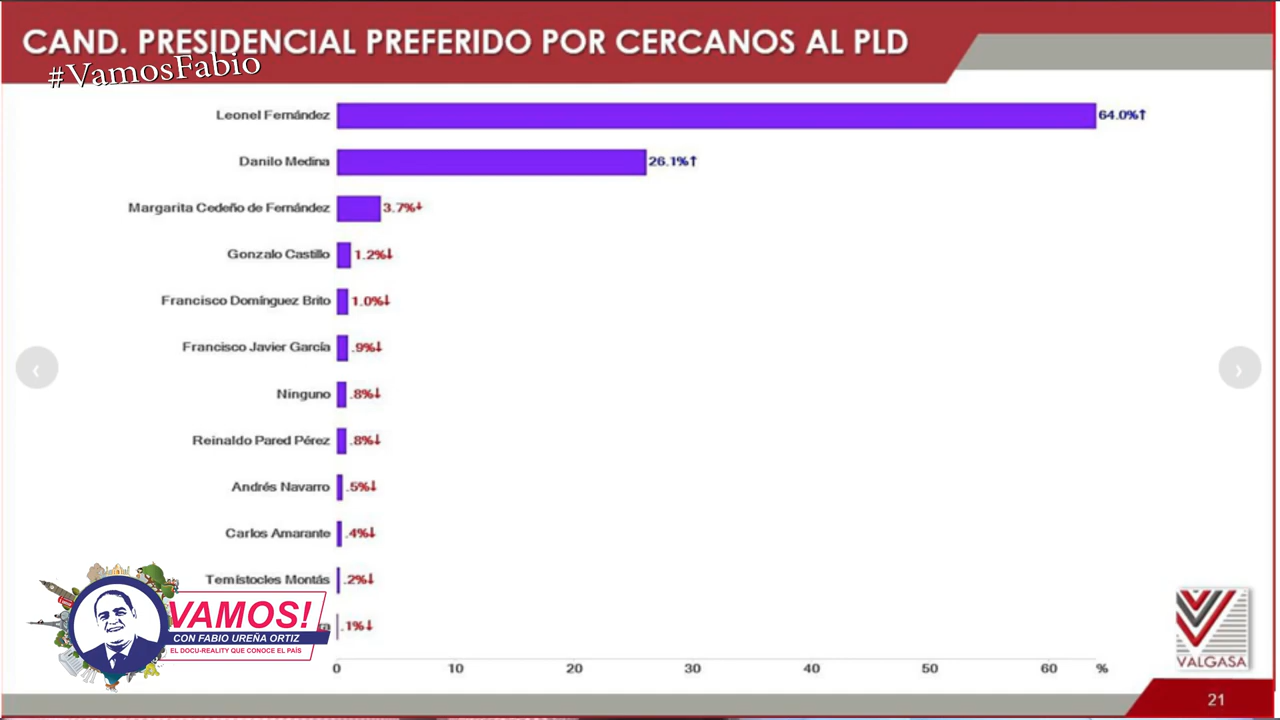 CAND. PRESIDENCIAL PREFERIDO POR CERCANOS AL PLD
#VamosFabio
Leonel Fernández 64.0%↑
Danilo Medina 26.1%↑
Margarita Cedeño de Fernández 3.7%↓
Gonzalo Castillo 1.2%↓
Francisco Domínguez Brito 1.0%↓
Francisco Javier García .9%↓
Ninguno .8%↓
Reinaldo Pared Pérez .8%↓
Andrés Navarro .5%↓
Carlos Amarante .4%↓
Temístocles Montás .2%↓
.1%↓
0 10 20 30 40 50 60 %
VAMOS!
CON FABIO UREÑA ORTIZ
EL DOCU-REALITY QUE CONOCE EL PAÍS
VALGASA
21